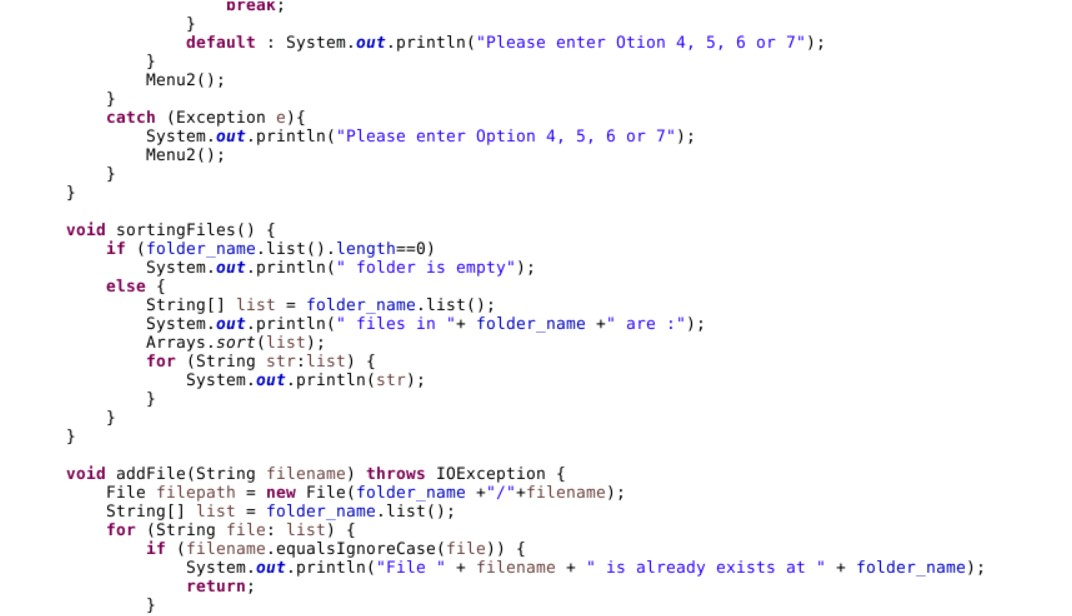 break;
}
default : System.out.println("Please enter Otion 4, 5, 6 or 7");
}
Menu2();
}
catch (Exception e){
System.out.println("Please enter Option 4, 5, 6 or 7");
Menu2();
}
}
void sortingFiles() {
if (folder_name.list().length==0)
System.out.println(" folder is empty");
else {
String[] list = folder_name.list();
System.out.println(" files in "+ folder_name +" are :");
Arrays.sort(list);
for (String str:list) {
System.out.println(str);
}
}
}
void addFile(String filename) throws IOException {
File filepath = new File(folder_name +"/"+filename);
String[] list = folder_name.list();
for (String file: list) {
if (filename.equalsIgnoreCase(file)) {
System.out.println("File " + filename + " is already exists at " + folder_name);
return;
}